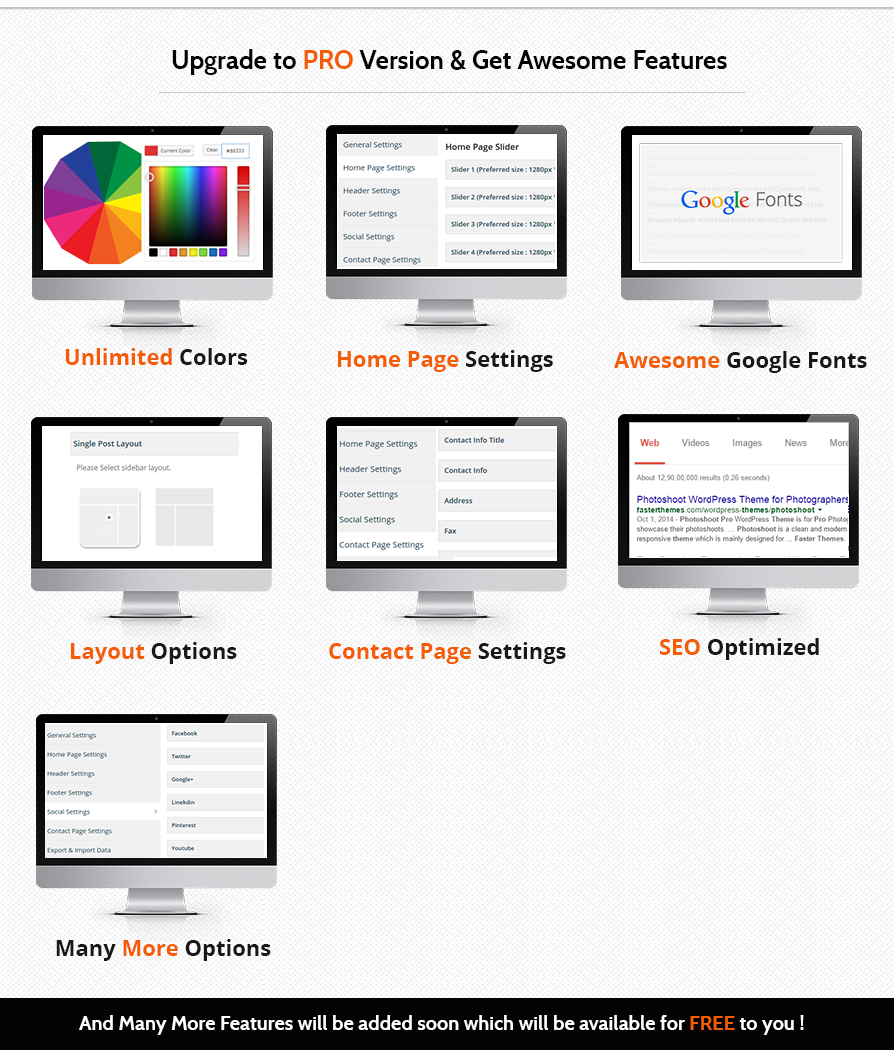 Upgrade to PRO Version & Get Awesome Features
Current Color
Clear
#dd3333
Unlimited Colors
General Settings
Home Page Settings
Header Settings
Footer Settings
Social Settings
Contact Page Settings
Home Page Slider
Slider 1 (Preferred size : 1280px
Slider 2 (Preferred size : 1280px
Slider 3 (Preferred size : 1280px
Slider 4 (Preferred size : 1280px
Home Page Settings
Google Fonts
Awesome Google Fonts
Single Post Layout
Please Select sidebar layout.
Layout Options
Home Page Settings
Header Settings
Footer Settings
Social Settings
Contact Page Settings
Contact Info Title
Contact Info
Address
Fax
Contact Page Settings
Web Videos Images News More
About 12,90,00,000 results (0.26 seconds)
Photoshoot WordPress Theme for Photographers
fasterthemes.com/wordpress-themes/photoshoot
Oct 1, 2014 - Photoshoot Pro WordPress Theme is for Pro Photog
showcase their photoshoots. ... Photoshoot is a clean and modern
responsive theme which is mainly designed for ... Faster Themes.
SEO Optimized
General Settings
Home Page Settings
Header Settings
Footer Settings
Social Settings
Contact Page Settings
Export & Import Data
Facebook
Twitter
Google+
Linekdin
Pinterest
Youtube
Many More Options
And Many More Features will be added soon which will be available for FREE to you !